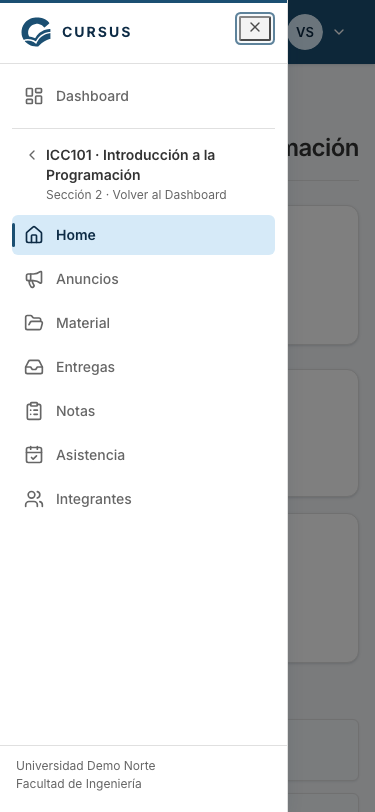 CURSUS
VS
Dashboard
ICC101 · Introducción a la
Programación
mación
Sección 2 · Volver al Dashboard
Home
Anuncios
Material
Entregas
Notas
Asistencia
Integrantes
Universidad Demo Norte
Facultad de Ingeniería